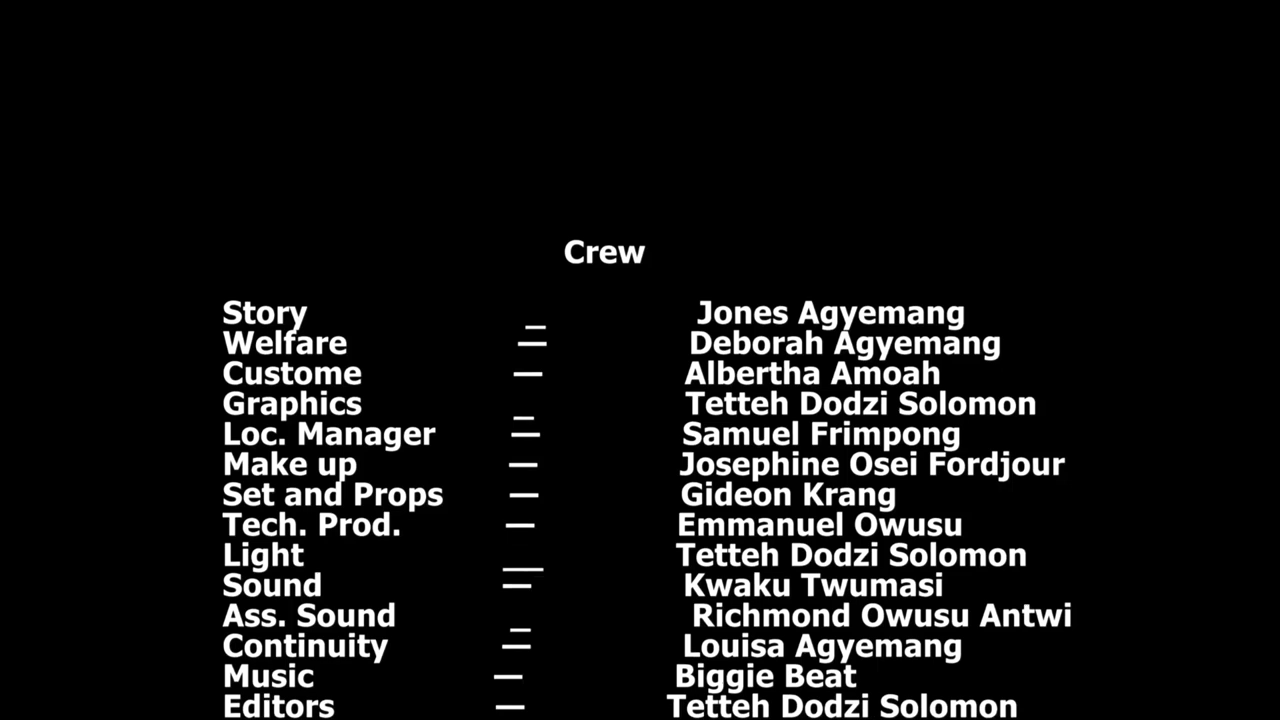 Crew
Story _ Jones Agyemang
Welfare — Deborah Agyemang
Custome — Albertha Amoah
Graphics _ Tetteh Dodzi Solomon
Loc. Manager — Samuel Frimpong
Make up — Josephine Osei Fordjour
Set and Props — Gideon Krang
Tech. Prod. — Emmanuel Owusu
Light __ Tetteh Dodzi Solomon
Sound — Kwaku Twumasi
Ass. Sound _ Richmond Owusu Antwi
Continuity — Louisa Agyemang
Music — Biggie Beat
Editors — Tetteh Dodzi Solomon